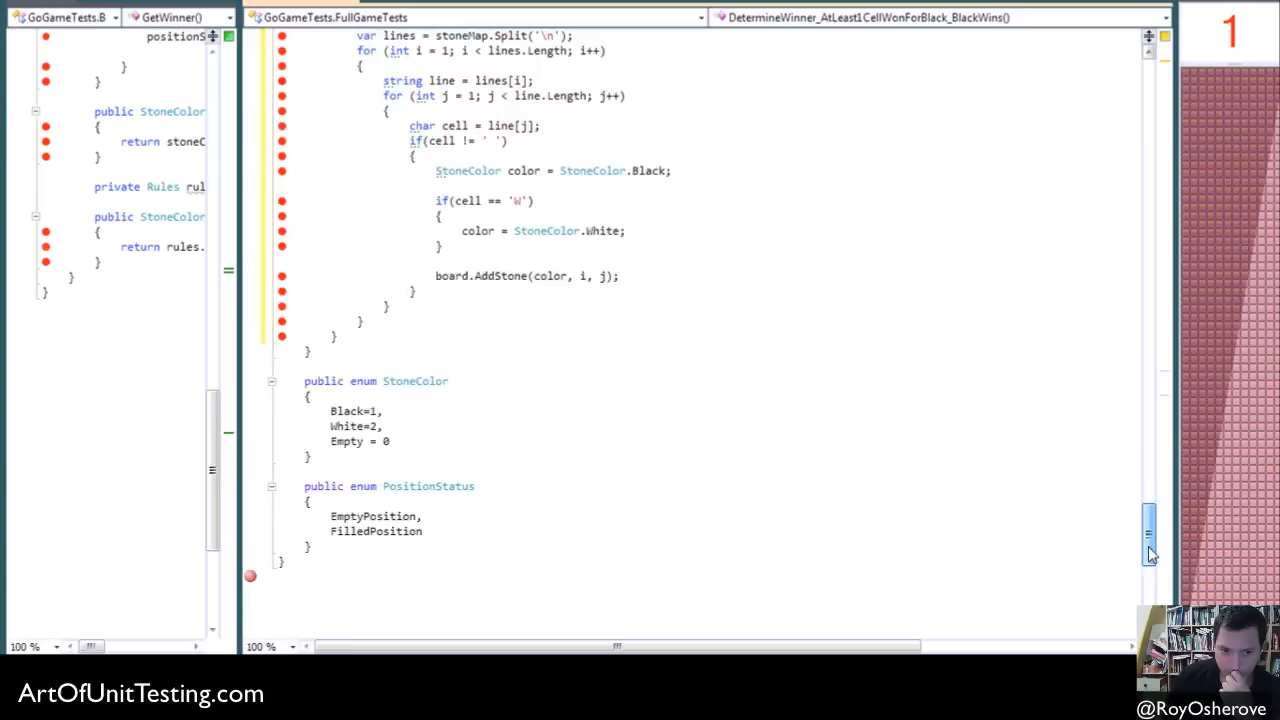 GoGameTests.B
GetWinner()
positionS
}
}
public StoneColor
{
return stoneC
}
private Rules rul
public StoneColor
{
return rules.
}
}
}
100 %
GoGameTests.FullGameTests
DetermineWinner_AtLeast1CellWonForBlack_BlackWins()
var lines = stoneMap.Split('\n');
for (int i = 1; i < lines.Length; i++)
{
string line = lines[i];
for (int j = 1; j < line.Length; j++)
{
char cell = line[j];
if(cell != ' ')
{
StoneColor color = StoneColor.Black;
if(cell == 'W')
{
color = StoneColor.White;
}
board.AddStone(color, i, j);
}
}
}
}
}
public enum StoneColor
{
Black=1,
White=2,
Empty = 0
}
public enum PositionStatus
{
EmptyPosition,
FilledPosition
}
}
100 %
1
ArtOfUnitTesting.com
@RoyOsherove